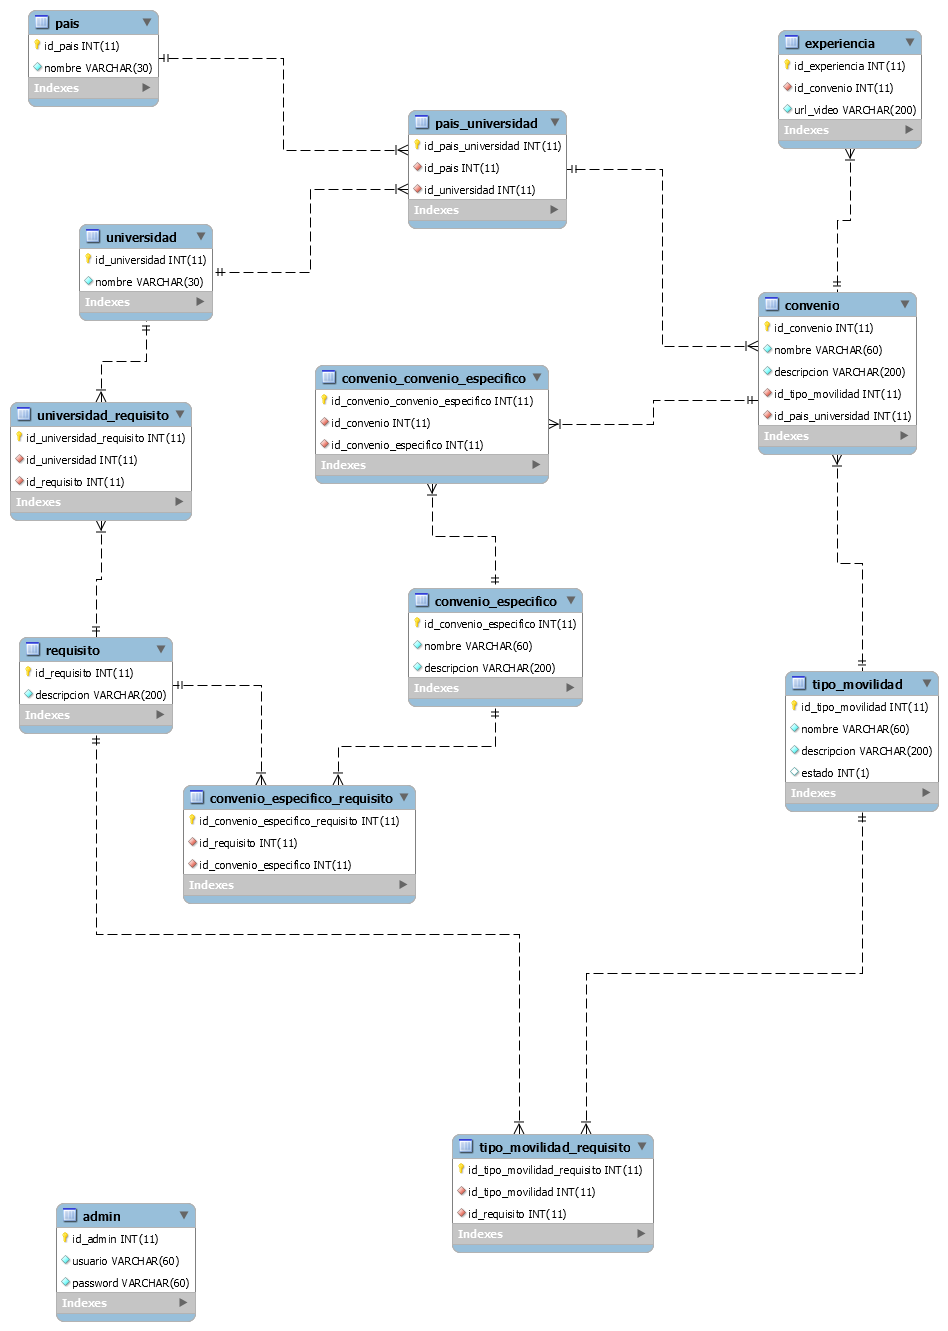 pais
id_pais INT(11)
nombre VARCHAR(30)
Indexes
experiencia
id_experiencia INT(11)
id_convenio INT(11)
url_video VARCHAR(200)
Indexes
pais_universidad
id_pais_universidad INT(11)
id_pais INT(11)
id_universidad INT(11)
Indexes
universidad
id_universidad INT(11)
nombre VARCHAR(30)
Indexes
convenio
id_convenio INT(11)
nombre VARCHAR(60)
descripcion VARCHAR(200)
id_tipo_movilidad INT(11)
id_pais_universidad INT(11)
Indexes
convenio_convenio_especifico
id_convenio_convenio_especifico INT(11)
id_convenio INT(11)
id_convenio_especifico INT(11)
Indexes
universidad_requisito
id_universidad_requisito INT(11)
id_universidad INT(11)
id_requisito INT(11)
Indexes
convenio_especifico
id_convenio_especifico INT(11)
nombre VARCHAR(60)
descripcion VARCHAR(200)
Indexes
requisito
id_requisito INT(11)
descripcion VARCHAR(200)
Indexes
tipo_movilidad
id_tipo_movilidad INT(11)
nombre VARCHAR(60)
descripcion VARCHAR(200)
estado INT(1)
Indexes
convenio_especifico_requisito
id_convenio_especifico_requisito INT(11)
id_requisito INT(11)
id_convenio_especifico INT(11)
Indexes
tipo_movilidad_requisito
id_tipo_movilidad_requisito INT(11)
id_tipo_movilidad INT(11)
id_requisito INT(11)
Indexes
admin
id_admin INT(11)
usuario VARCHAR(60)
password VARCHAR(60)
Indexes